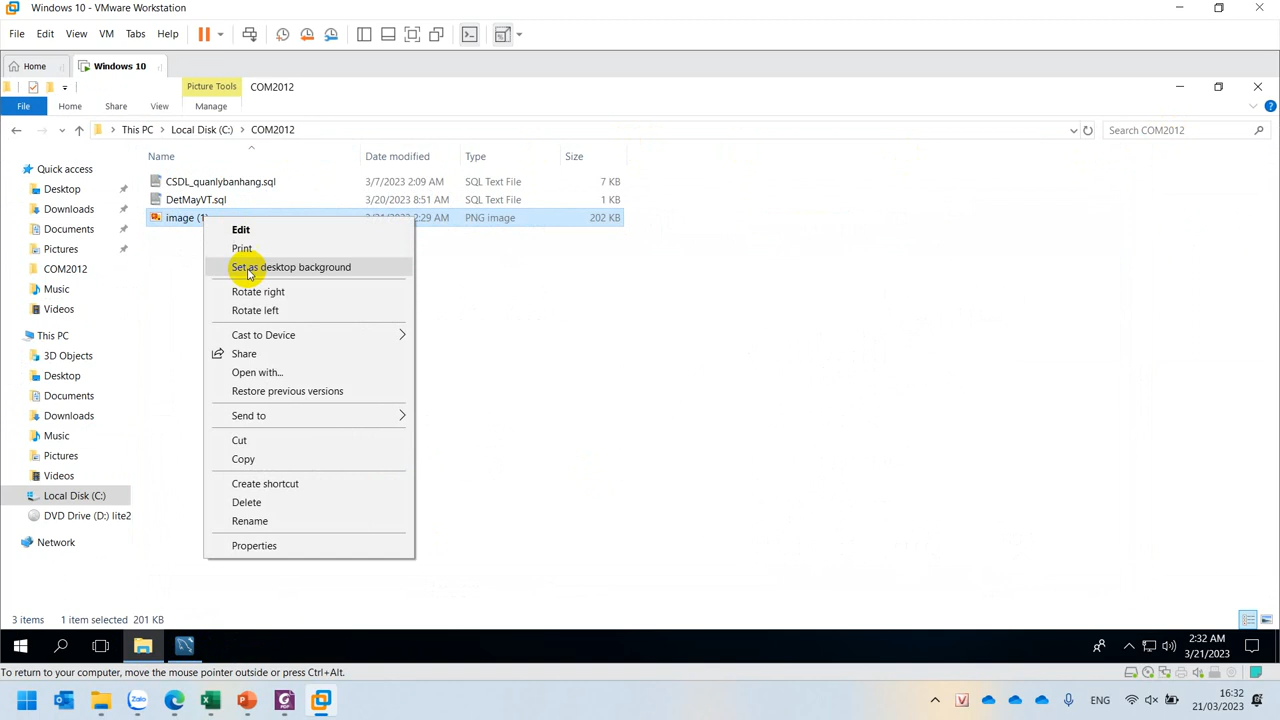 Windows 10 - VMware Workstation
File Edit View VM Tabs Help
Home Windows 10
Picture Tools COM2012
File Home Share View Manage
This PC Local Disk (C:) COM2012 Search COM2012
Name Date modified Type Size
Quick access
Desktop
Downloads
Documents
Pictures
COM2012
Music
Videos
This PC
3D Objects
Desktop
Documents
Downloads
Music
Pictures
Videos
Local Disk (C:)
DVD Drive (D:) lite2
Network
CSDL_quanlybanhang.sql 3/7/2023 2:09 AM SQL Text File 7 KB
DetMayVT.sql 3/20/2023 8:51 AM SQL Text File 1 KB
image (1) 2:29 AM PNG image 202 KB
Edit
Print
Set as desktop background
Rotate right
Rotate left
Cast to Device
Share
Open with...
Restore previous versions
Send to
Cut
Copy
Create shortcut
Delete
Rename
Properties
3 items 1 item selected 201 KB
2:32 AM
3/21/2023
To return to your computer, move the mouse pointer outside or press Ctrl+Alt.
Zalo
ENG
16:32
21/03/2023